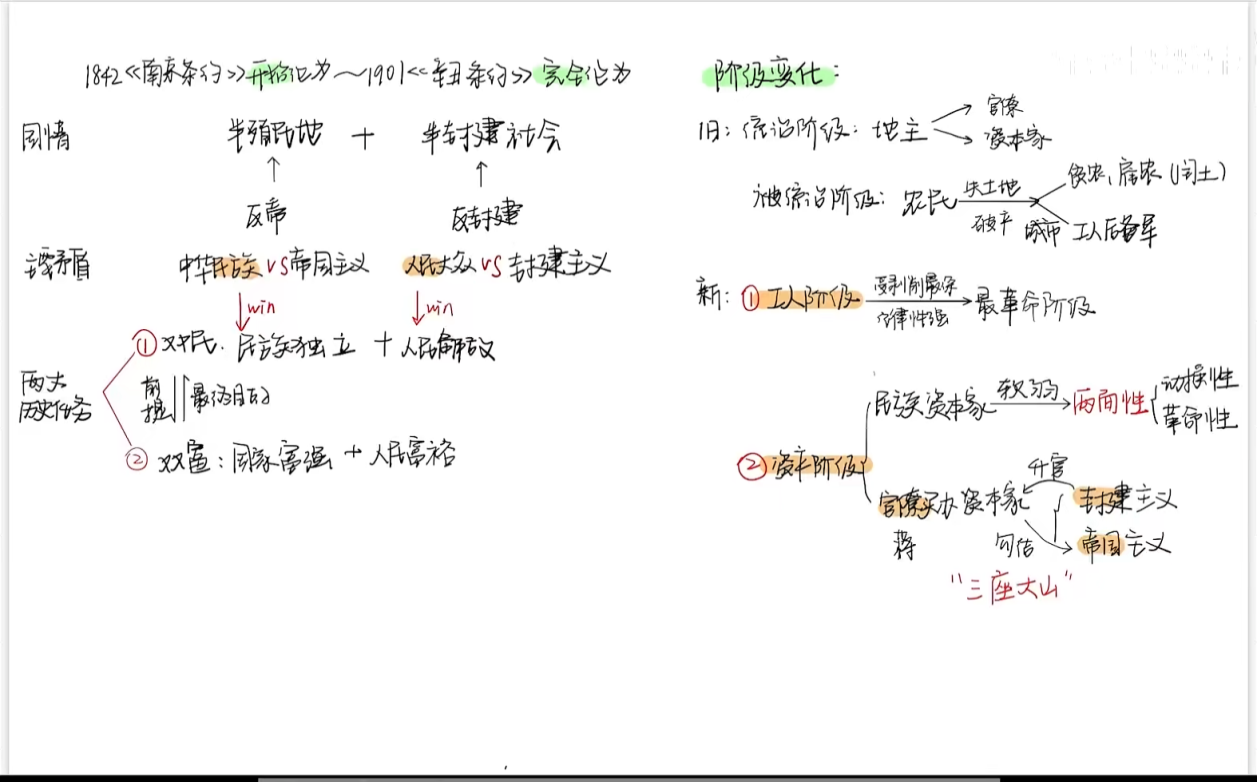 1842《南京条约》开始沦为～1901《辛丑条约》完全沦为
国情 半殖民地 + 半封建社会
↑ ↑
反帝 反封建
主要矛盾 中华民族 VS 帝国主义 人民大众 VS 封建主义
↓win ↓win
两大历史任务
① 对民: 民族独立 + 人民解放
前提 最终目的
② 双富: 国家富强 + 人民富裕
阶级变化:
旧: 统治阶级: 地主 → 官僚
→ 资本家
被统治阶级: 农民 失土地 破产 → 贫农、雇农 (闰土)
城市 工人后备军
新: ① 工人阶级 受剥削最深 纪律性强 → 最革命阶级
② 资产阶级
民族资本家 软弱 → 两面性 { 动摇性
革命性
官僚买办资本家 升官 封建主义
蒋 勾结 → 帝国主义
"三座大山"